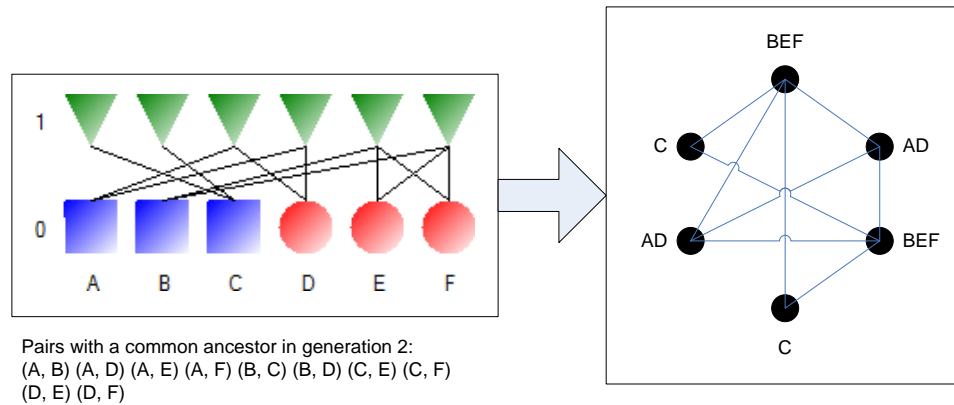 BEF
1
C
AD
0
AD
BEF
A B C D E F
C
Pairs with a common ancestor in generation 2:
(A, B) (A, D) (A, E) (A, F) (B, C) (B, D) (C, E) (C, F)
(D, E) (D, F)